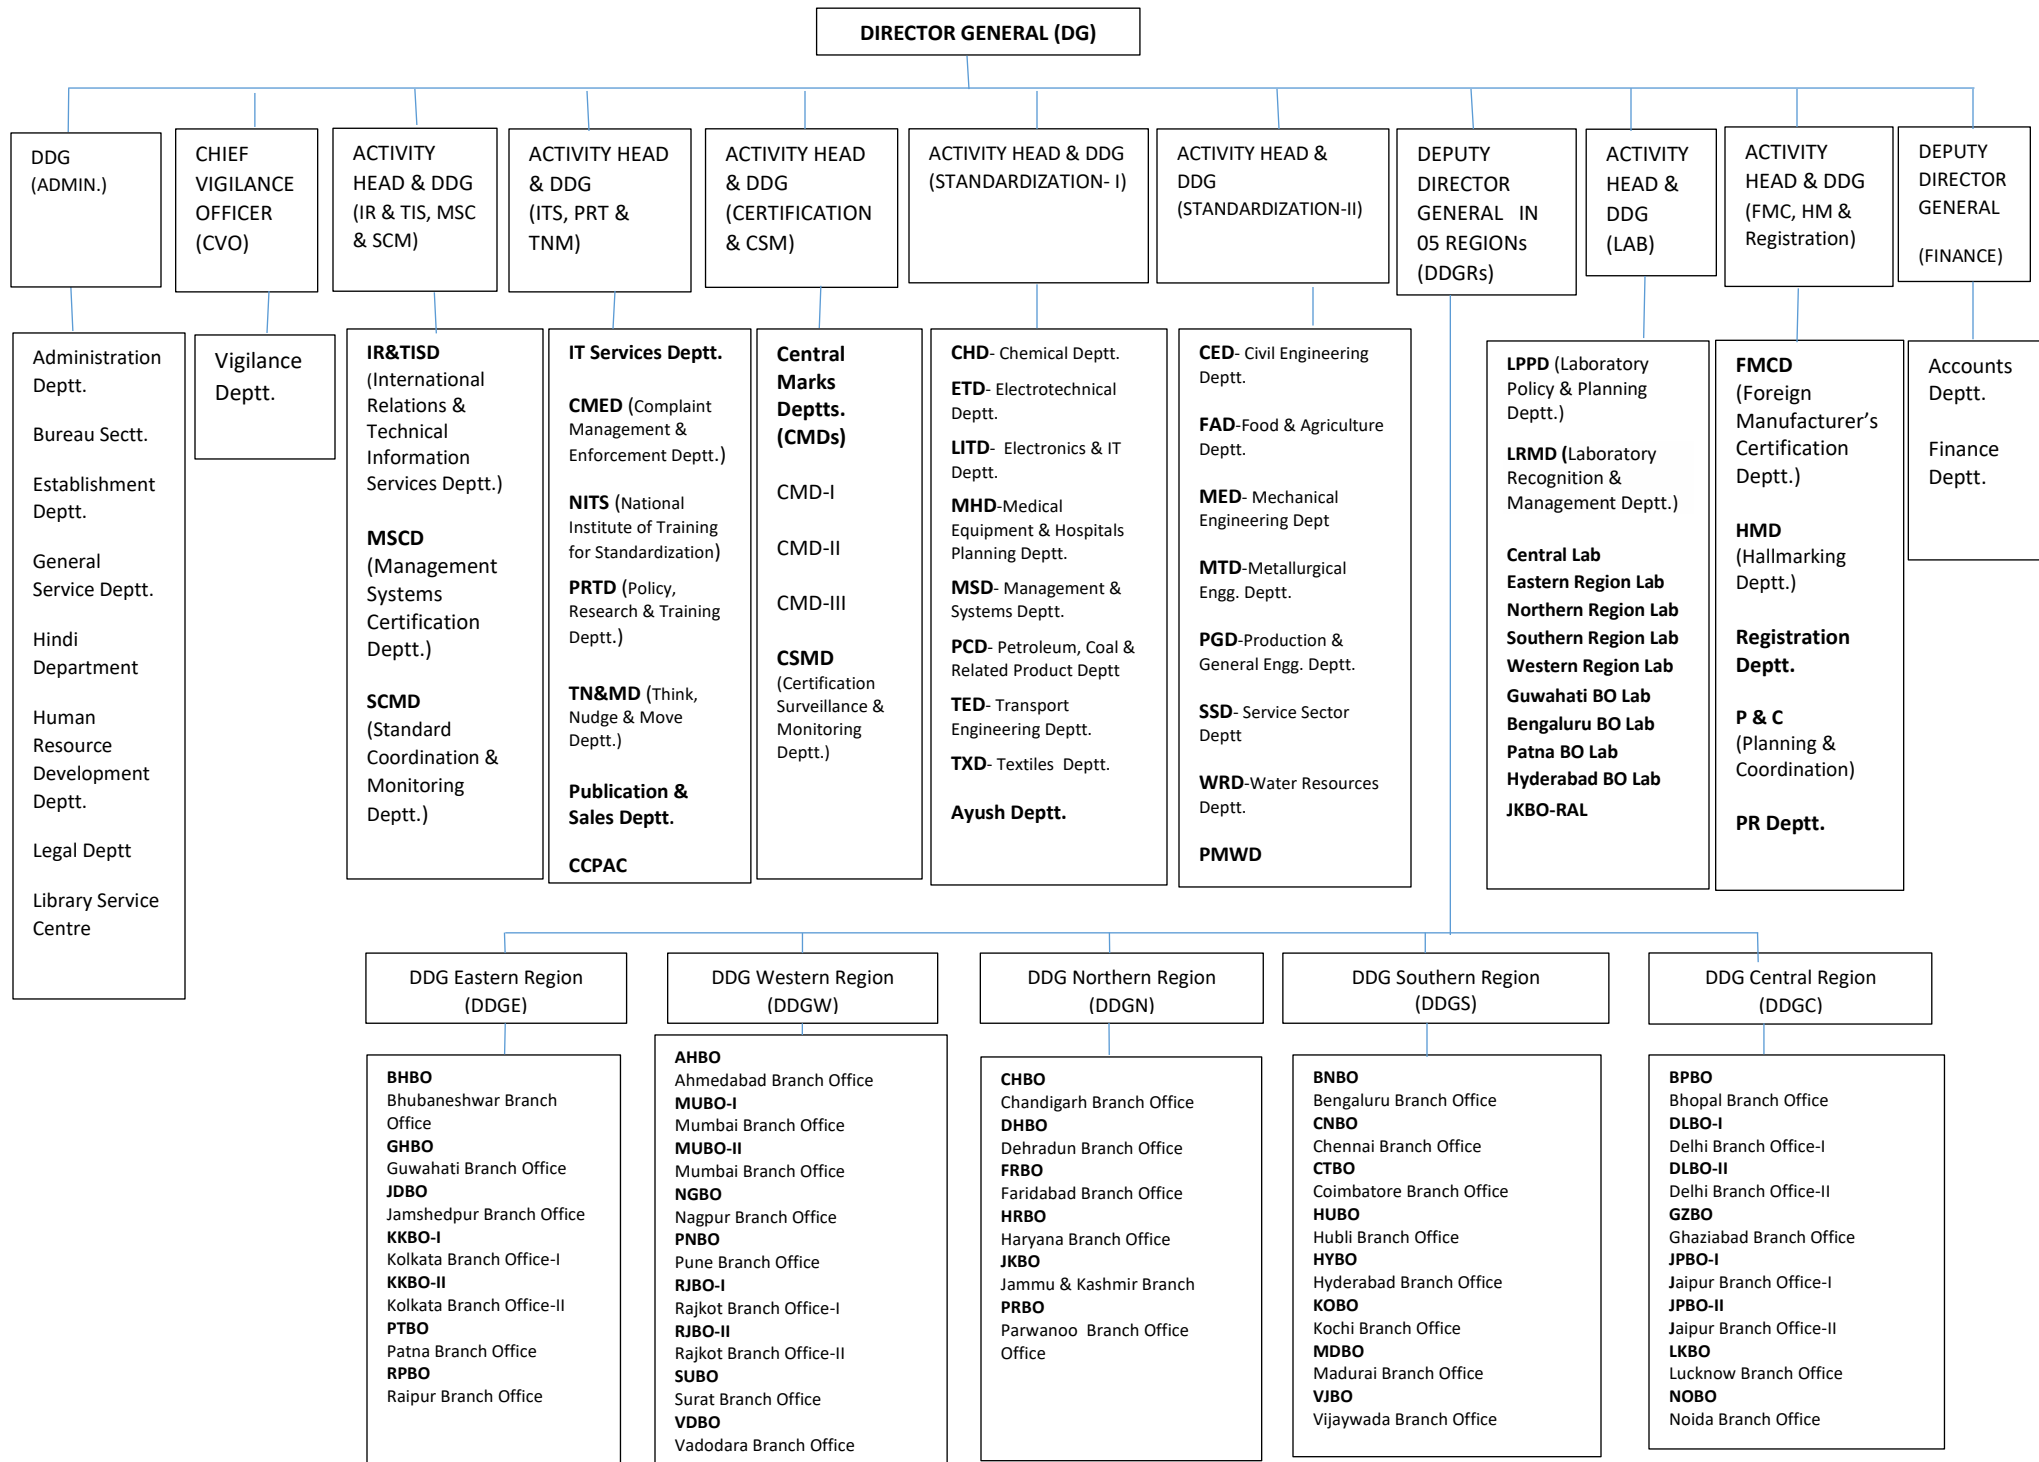 DIRECTOR GENERAL (DG)
DDG
(ADMIN.)
CHIEF
VIGILANCE
OFFICER
(CVO)
ACTIVITY
HEAD & DDG
(IR & TIS, MSC
& SCM)
ACTIVITY HEAD
& DDG
(ITS, PRT &
TNM)
ACTIVITY HEAD
& DDG
(CERTIFICATION
& CSM)
ACTIVITY HEAD & DDG
(STANDARDIZATION- I)
ACTIVITY HEAD &
DDG
(STANDARDIZATION-II)
DEPUTY
DIRECTOR
GENERAL IN
05 REGIONs
(DDGRs)
ACTIVITY
HEAD &
DDG
(LAB)
ACTIVITY
HEAD & DDG
(FMC, HM &
Registration)
DEPUTY
DIRECTOR
GENERAL
(FINANCE)
Administration
Deptt.
Bureau Sectt.
Establishment
Deptt.
General
Service Deptt.
Hindi
Department
Human
Resource
Development
Deptt.
Legal Deptt
Library Service
Centre
Vigilance
Deptt.
IR&TISD
(International
Relations &
Technical
Information
Services Deptt.)
MSCD
(Management
Systems
Certification
Deptt.)
SCMD
(Standard
Coordination &
Monitoring
Deptt.)
IT Services Deptt.
CMED (Complaint
Management &
Enforcement Deptt.)
NITS (National
Institute of Training
for Standardization)
PRTD (Policy,
Research & Training
Deptt.)
TN&MD (Think,
Nudge & Move
Deptt.)
Publication &
Sales Deptt.
CCPAC
Central
Marks
Deptts.
(CMDs)
CMD-I
CMD-II
CMD-III
CSMD
(Certification
Surveillance &
Monitoring
Deptt.)
CHD- Chemical Deptt.
ETD- Electrotechnical
Deptt.
LITD- Electronics & IT
Deptt.
MHD-Medical
Equipment & Hospitals
Planning Deptt.
MSD- Management &
Systems Deptt.
PCD- Petroleum, Coal &
Related Product Deptt
TED- Transport
Engineering Deptt.
TXD- Textiles Deptt.
Ayush Deptt.
CED- Civil Engineering
Deptt.
FAD-Food & Agriculture
Deptt.
MED- Mechanical
Engineering Dept
MTD-Metallurgical
Engg. Deptt.
PGD-Production &
General Engg. Deptt.
SSD- Service Sector
Deptt
WRD-Water Resources
Deptt.
PMWD
LPPD (Laboratory
Policy & Planning
Deptt.)
LRMD (Laboratory
Recognition &
Management Deptt.)
Central Lab
Eastern Region Lab
Northern Region Lab
Southern Region Lab
Western Region Lab
Guwahati BO Lab
Bengaluru BO Lab
Patna BO Lab
Hyderabad BO Lab
JKBO-RAL
FMCD
(Foreign
Manufacturer’s
Certification
Deptt.)
HMD
(Hallmarking
Deptt.)
Registration
Deptt.
P & C
(Planning &
Coordination)
PR Deptt.
Accounts
Deptt.
Finance
Deptt.
DDG Eastern Region
(DDGE)
DDG Western Region
(DDGW)
DDG Northern Region
(DDGN)
DDG Southern Region
(DDGS)
DDG Central Region
(DDGC)
BHBO
Bhubaneshwar Branch
Office
GHBO
Guwahati Branch Office
JDBO
Jamshedpur Branch Office
KKBO-I
Kolkata Branch Office-I
KKBO-II
Kolkata Branch Office-II
PTBO
Patna Branch Office
RPBO
Raipur Branch Office
AHBO
Ahmedabad Branch Office
MUBO-I
Mumbai Branch Office
MUBO-II
Mumbai Branch Office
NGBO
Nagpur Branch Office
PNBO
Pune Branch Office
RJBO-I
Rajkot Branch Office-I
RJBO-II
Rajkot Branch Office-II
SUBO
Surat Branch Office
VDBO
Vadodara Branch Office
CHBO
Chandigarh Branch Office
DHBO
Dehradun Branch Office
FRBO
Faridabad Branch Office
HRBO
Haryana Branch Office
JKBO
Jammu & Kashmir Branch
PRBO
Parwanoo Branch Office
Office
BNBO
Bengaluru Branch Office
CNBO
Chennai Branch Office
CTBO
Coimbatore Branch Office
HUBO
Hubli Branch Office
HYBO
Hyderabad Branch Office
KOBO
Kochi Branch Office
MDBO
Madurai Branch Office
VJBO
Vijaywada Branch Office
BPBO
Bhopal Branch Office
DLBO-I
Delhi Branch Office-I
DLBO-II
Delhi Branch Office-II
GZBO
Ghaziabad Branch Office
JPBO-I
Jaipur Branch Office-I
JPBO-II
Jaipur Branch Office-II
LKBO
Lucknow Branch Office
NOBO
Noida Branch Office